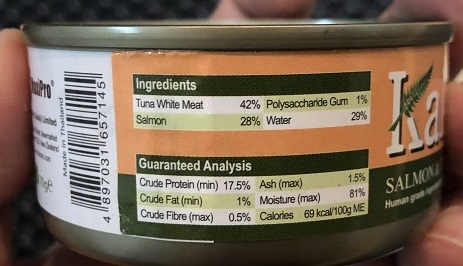 Ingredients
Tuna White Meat 42% Polysaccharide Gum 1%
Salmon 28% Water 29%
Guaranteed Analysis
Crude Protein (min) 17.5% Ash (max) 1.5%
Crude Fat (min) 1% Moisture (max) 81%
Crude Fibre (max) 0.5% Calories 69 kcal/100g ME
Made in Thailand
4 897031 657145
Limited
Ka
SALMON &
Human grade